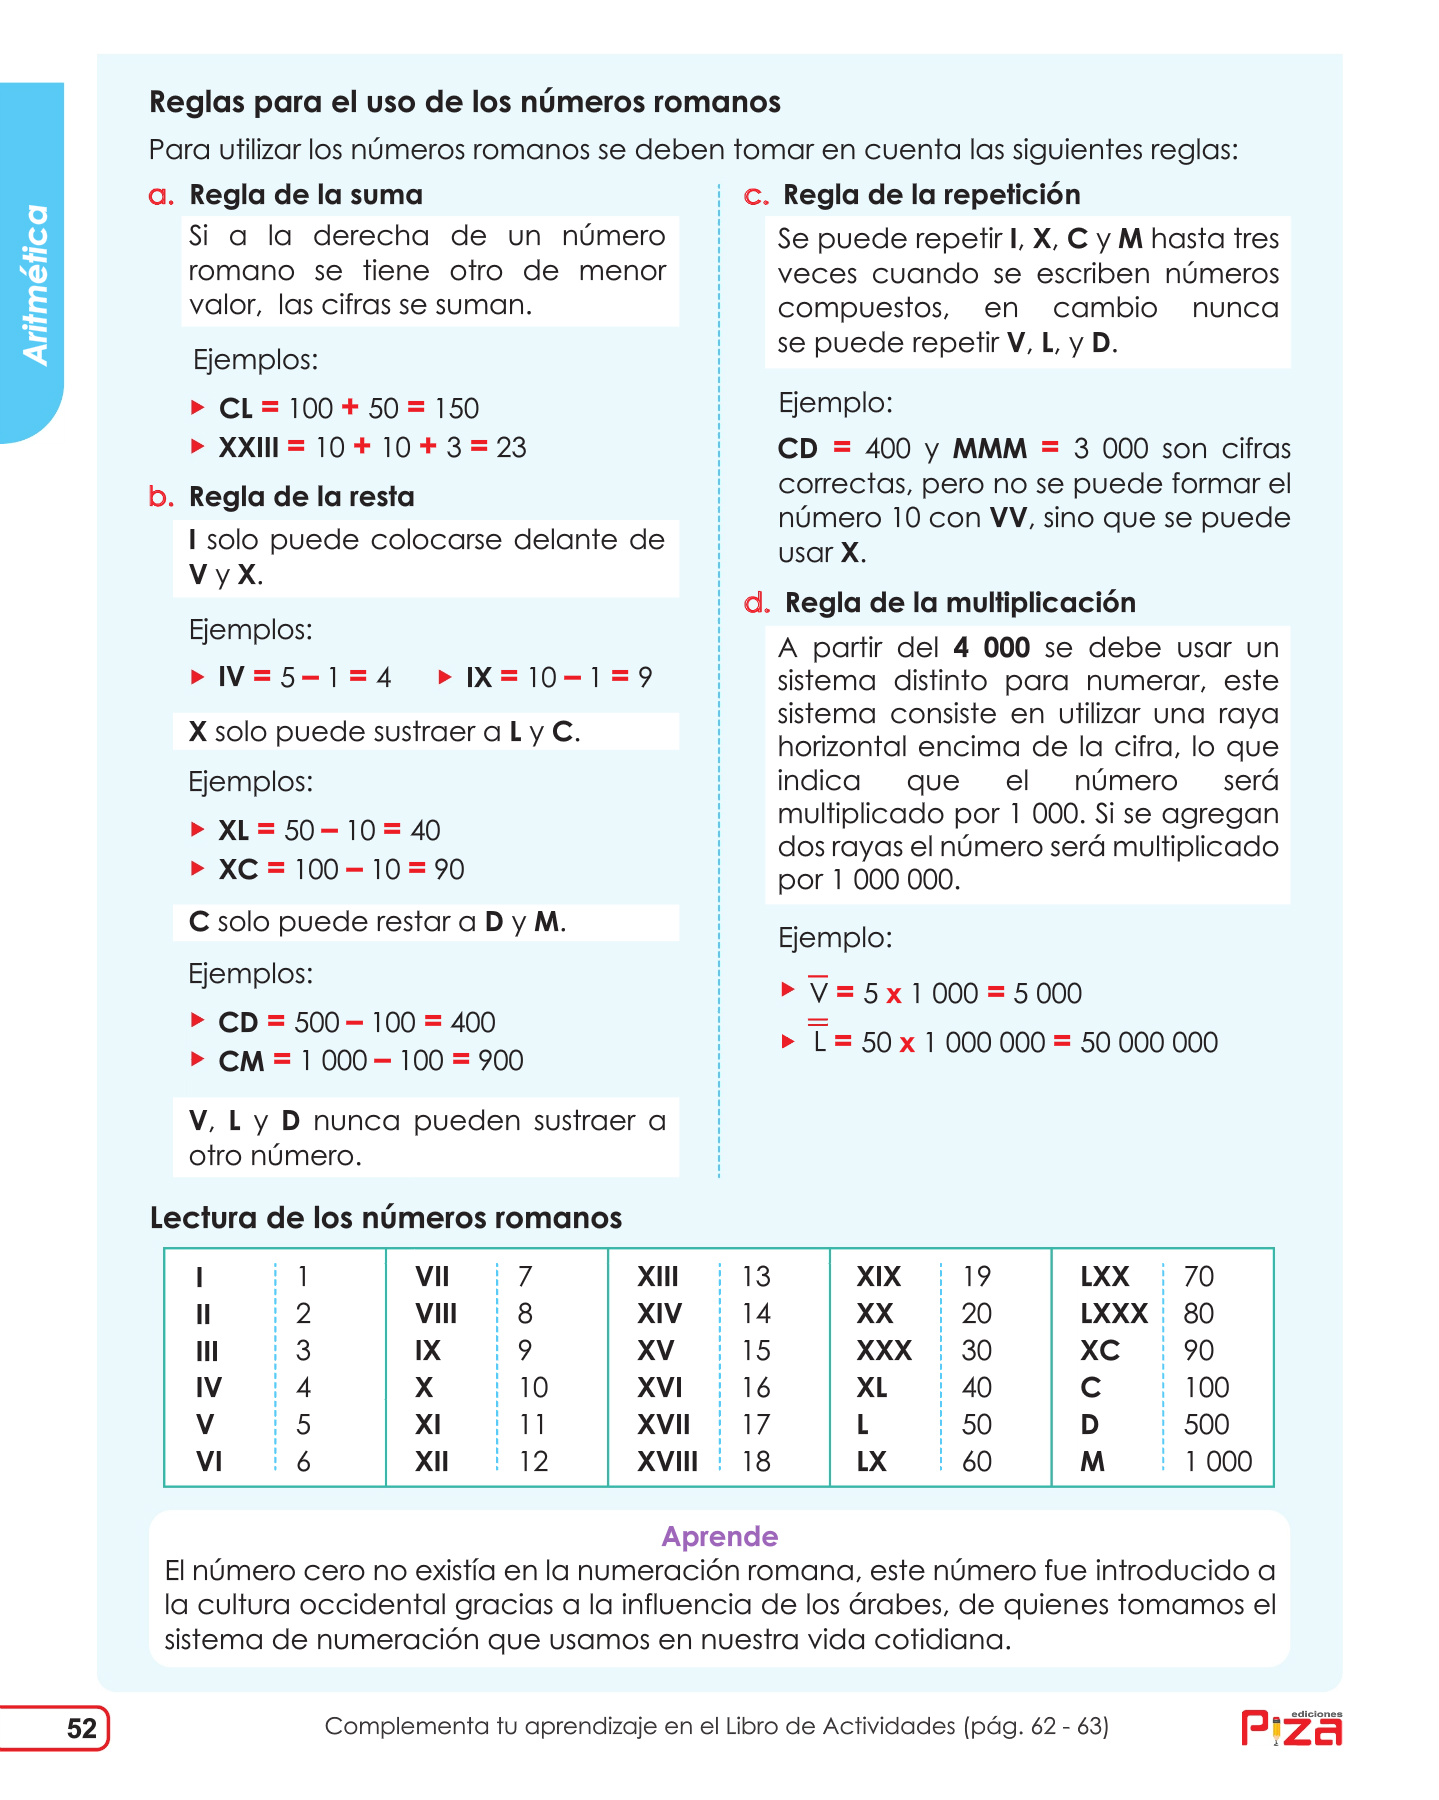 Aritmética
Reglas para el uso de los números romanos
Para utilizar los números romanos se deben tomar en cuenta las siguientes reglas:
a. Regla de la suma
Si a la derecha de un número
romano se tiene otro de menor
valor, las cifras se suman.
Ejemplos:
CL = 100 + 50 = 150
XXIII = 10 + 10 + 3 = 23
b. Regla de la resta
I solo puede colocarse delante de
V y X.
Ejemplos:
IV = 5 – 1 = 4 IX = 10 – 1 = 9
X solo puede sustraer a L y C.
Ejemplos:
XL = 50 – 10 = 40
XC = 100 – 10 = 90
C solo puede restar a D y M.
Ejemplos:
CD = 500 – 100 = 400
CM = 1 000 – 100 = 900
V, L y D nunca pueden sustraer a
otro número.
c. Regla de la repetición
Se puede repetir I, X, C y M hasta tres
veces cuando se escriben números
compuestos, en cambio nunca
se puede repetir V, L, y D.
Ejemplo:
CD = 400 y MMM = 3 000 son cifras
correctas, pero no se puede formar el
número 10 con VV, sino que se puede
usar X.
d. Regla de la multiplicación
A partir del 4 000 se debe usar un
sistema distinto para numerar, este
sistema consiste en utilizar una raya
horizontal encima de la cifra, lo que
indica que el número será
multiplicado por 1 000. Si se agregan
dos rayas el número será multiplicado
por 1 000 000.
Ejemplo:
V̅ = 5 x 1 000 = 5 000
L̿ = 50 x 1 000 000 = 50 000 000
Lectura de los números romanos
I 1 VII 7 XIII 13 XIX 19 LXX 70
II 2 VIII 8 XIV 14 XX 20 LXXX 80
III 3 IX 9 XV 15 XXX 30 XC 90
IV 4 X 10 XVI 16 XL 40 C 100
V 5 XI 11 XVII 17 L 50 D 500
VI 6 XII 12 XVIII 18 LX 60 M 1 000
Aprende
El número cero no existía en la numeración romana, este número fue introducido a
la cultura occidental gracias a la influencia de los árabes, de quienes tomamos el
sistema de numeración que usamos en nuestra vida cotidiana.
52
Complementa tu aprendizaje en el Libro de Actividades (pág. 62 - 63)
ediciones
Piza